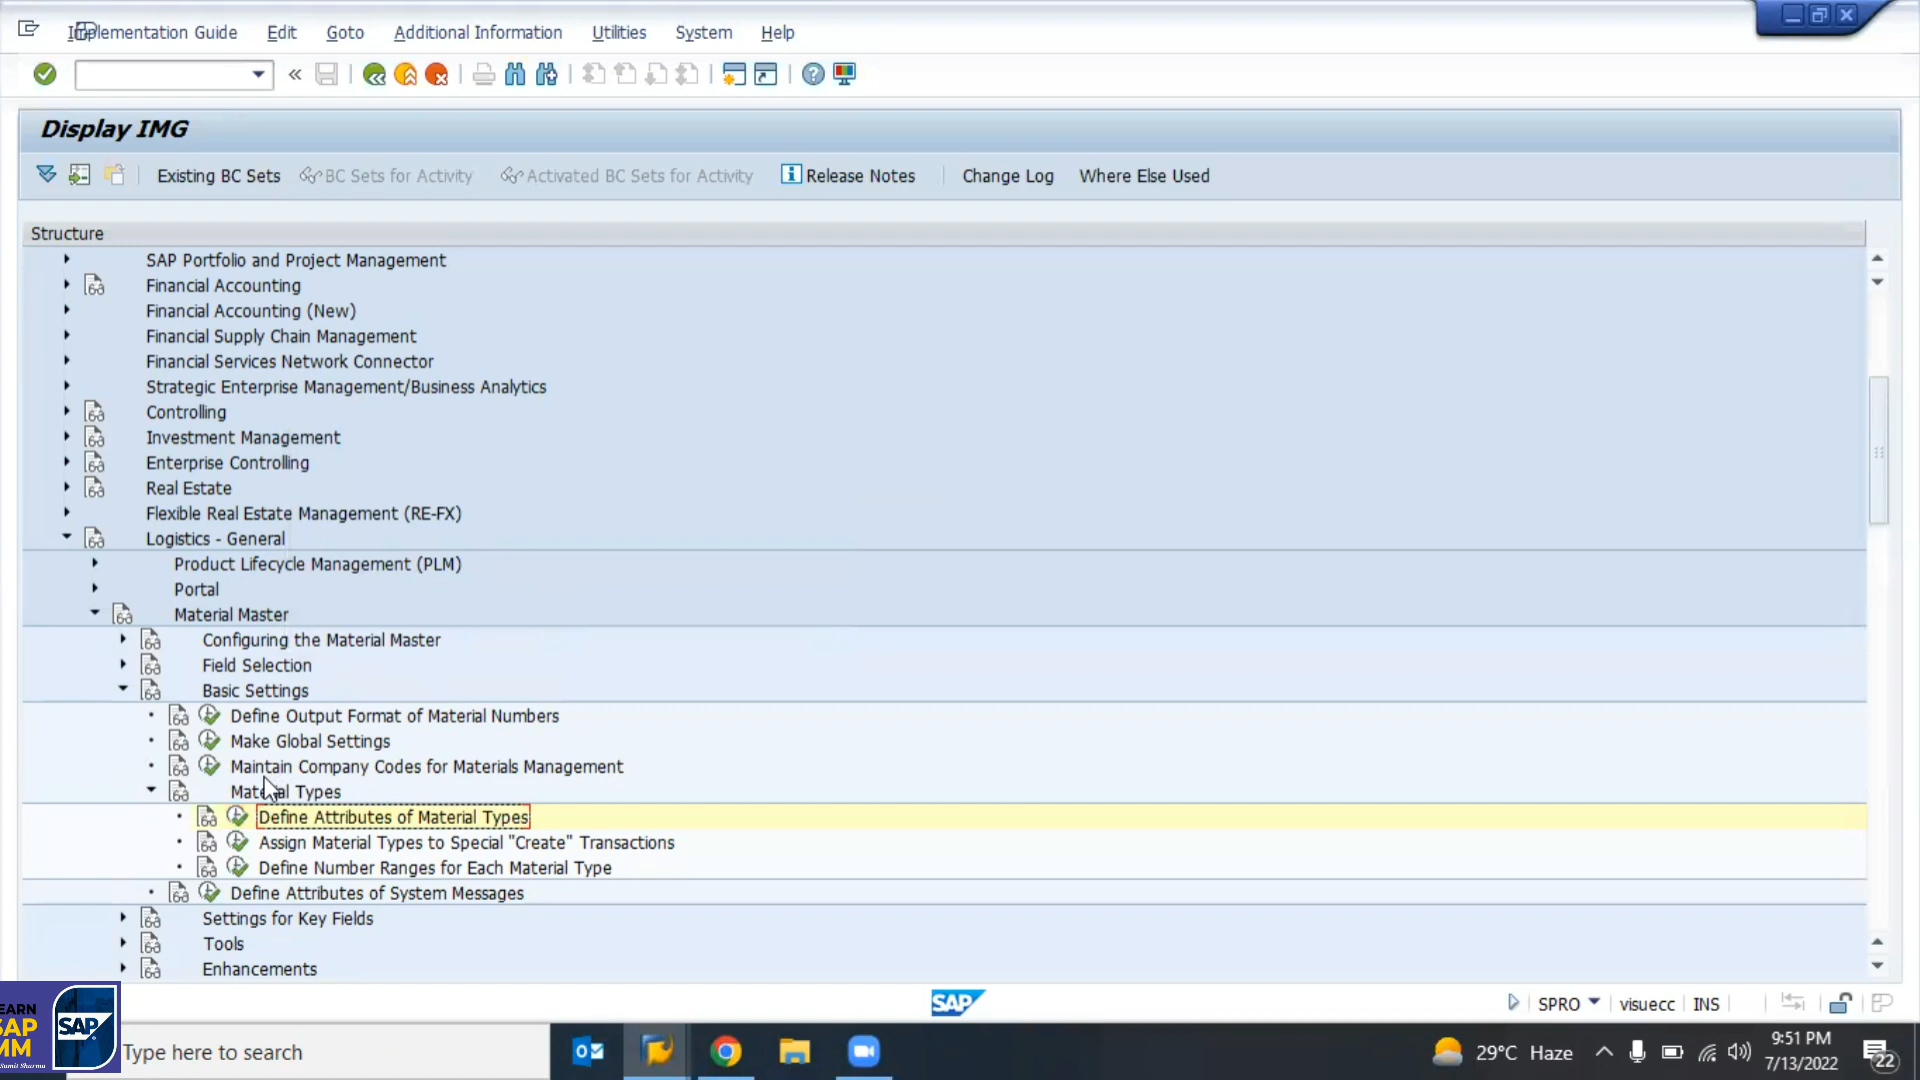 Implementation Guide Edit Goto Additional Information Utilities System Help
Display IMG
Existing BC Sets BC Sets for Activity Activated BC Sets for Activity Release Notes Change Log Where Else Used
Structure
SAP Portfolio and Project Management
Financial Accounting
Financial Accounting (New)
Financial Supply Chain Management
Financial Services Network Connector
Strategic Enterprise Management/Business Analytics
Controlling
Investment Management
Enterprise Controlling
Real Estate
Flexible Real Estate Management (RE-FX)
Logistics - General
Product Lifecycle Management (PLM)
Portal
Material Master
Configuring the Material Master
Field Selection
Basic Settings
Define Output Format of Material Numbers
Make Global Settings
Maintain Company Codes for Materials Management
Material Types
Define Attributes of Material Types
Assign Material Types to Special "Create" Transactions
Define Number Ranges for Each Material Type
Define Attributes of System Messages
Settings for Key Fields
Tools
Enhancements
SAP SPRO visuecc INS
EARN
SAP
MM
Sumit Sharma
SAP
Type here to search
29°C Haze
9:51 PM
7/13/2022
22